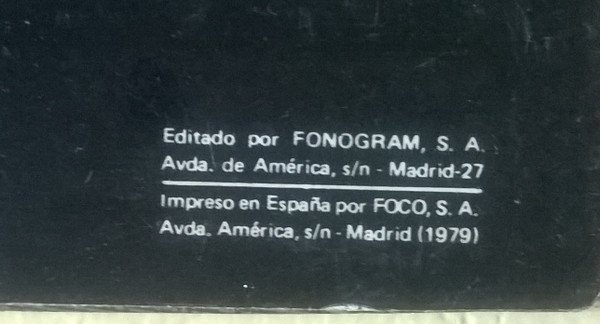 Editado por FONOGRAM, S. A.
Avda. de América, s/n - Madrid-27
Impreso en España por FOCO, S. A.
Avda. América, s/n - Madrid (1979)